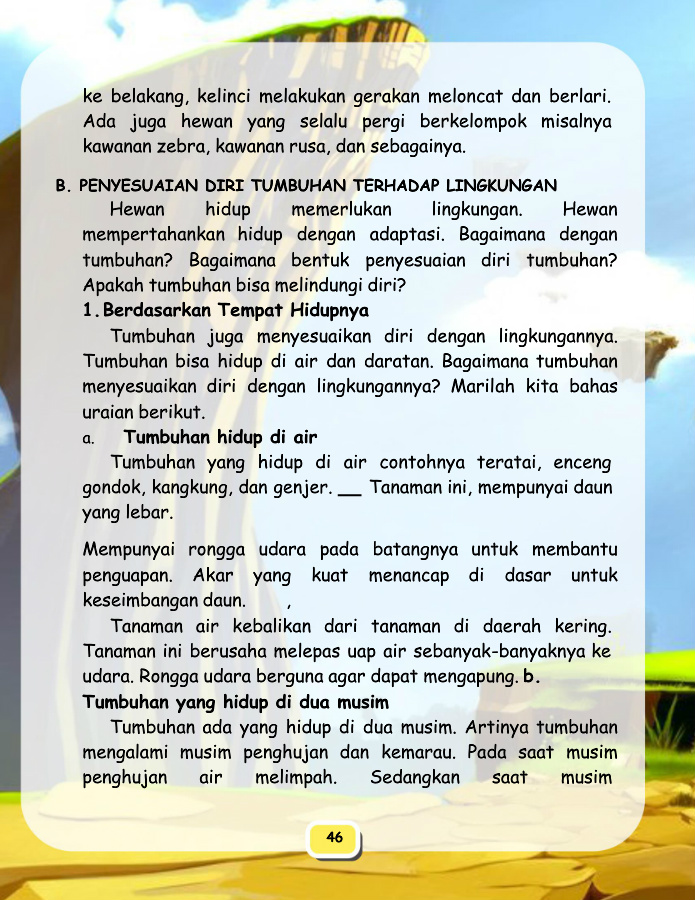 ke belakang, kelinci melakukan gerakan meloncat dan berlari.
Ada juga hewan yang selalu pergi berkelompok misalnya
kawanan zebra, kawanan rusa, dan sebagainya.
B. PENYESUAIAN DIRI TUMBUHAN TERHADAP LINGKUNGAN
Hewan hidup memerlukan lingkungan. Hewan
mempertahankan hidup dengan adaptasi. Bagaimana dengan
tumbuhan? Bagaimana bentuk penyesuaian diri tumbuhan?
Apakah tumbuhan bisa melindungi diri?
1. Berdasarkan Tempat Hidupnya
Tumbuhan juga menyesuaikan diri dengan lingkungannya.
Tumbuhan bisa hidup di air dan daratan. Bagaimana tumbuhan
menyesuaikan diri dengan lingkungannya? Marilah kita bahas
uraian berikut.
a. Tumbuhan hidup di air
Tumbuhan yang hidup di air contohnya teratai, enceng
gondok, kangkung, dan genjer. __ Tanaman ini, mempunyai daun
yang lebar.
Mempunyai rongga udara pada batangnya untuk membantu
penguapan. Akar yang kuat menancap di dasar untuk
keseimbangan daun. ,
Tanaman air kebalikan dari tanaman di daerah kering.
Tanaman ini berusaha melepas uap air sebanyak-banyaknya ke
udara. Rongga udara berguna agar dapat mengapung. b.
Tumbuhan yang hidup di dua musim
Tumbuhan ada yang hidup di dua musim. Artinya tumbuhan
mengalami musim penghujan dan kemarau. Pada saat musim
penghujan air melimpah. Sedangkan saat musim
46